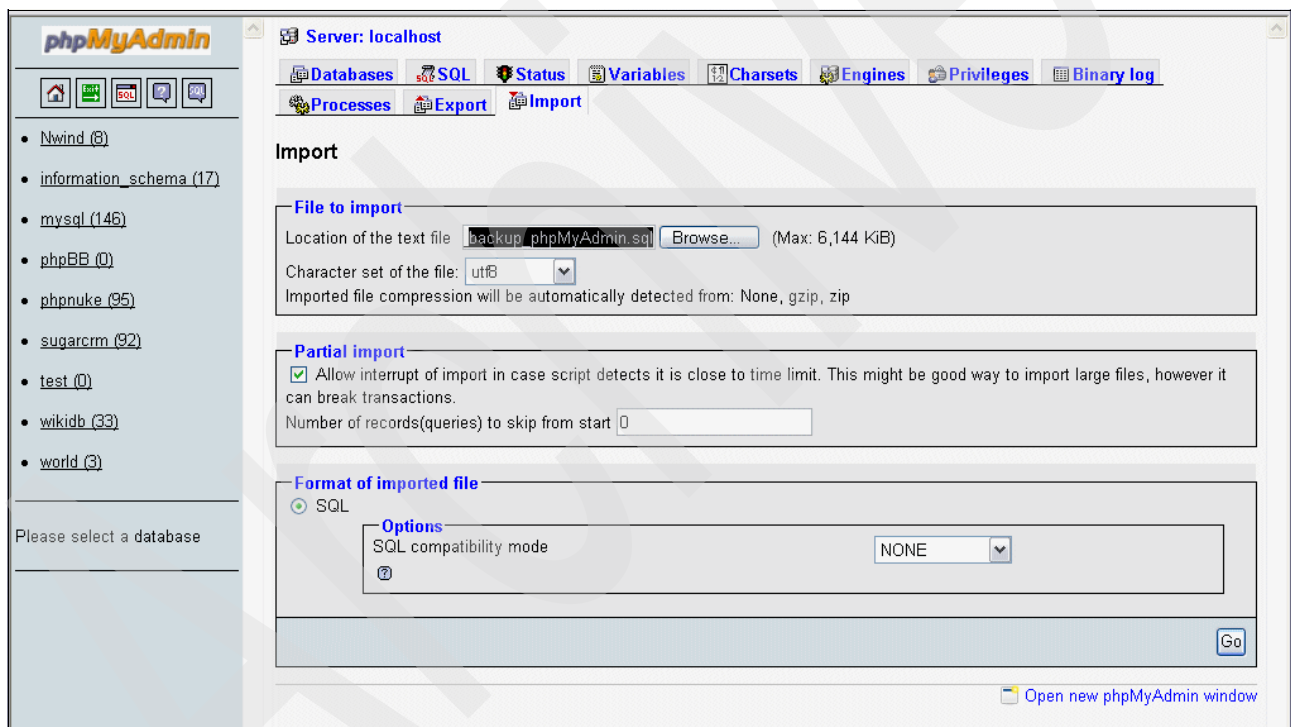 phpMyAdmin
Exit
SQL
?
SQL
Nwind (8)
information_schema (17)
mysql (146)
phpBB (0)
phpnuke (95)
sugarcrm (92)
test (0)
wikidb (33)
world (3)
Please select a database
Server: localhost
Databases SQL Status Variables Charsets Engines Privileges Binary log
Processes Export Import
Import
File to import
Location of the text file backup_phpMyAdmin.sql Browse... (Max: 6,144 KiB)
Character set of the file: utf8
Imported file compression will be automatically detected from: None, gzip, zip
Partial import
Allow interrupt of import in case script detects it is close to time limit. This might be good way to import large files, however it
can break transactions.
Number of records(queries) to skip from start 0
Format of imported file
SQL
Options
SQL compatibility mode NONE
?
Go
Open new phpMyAdmin window